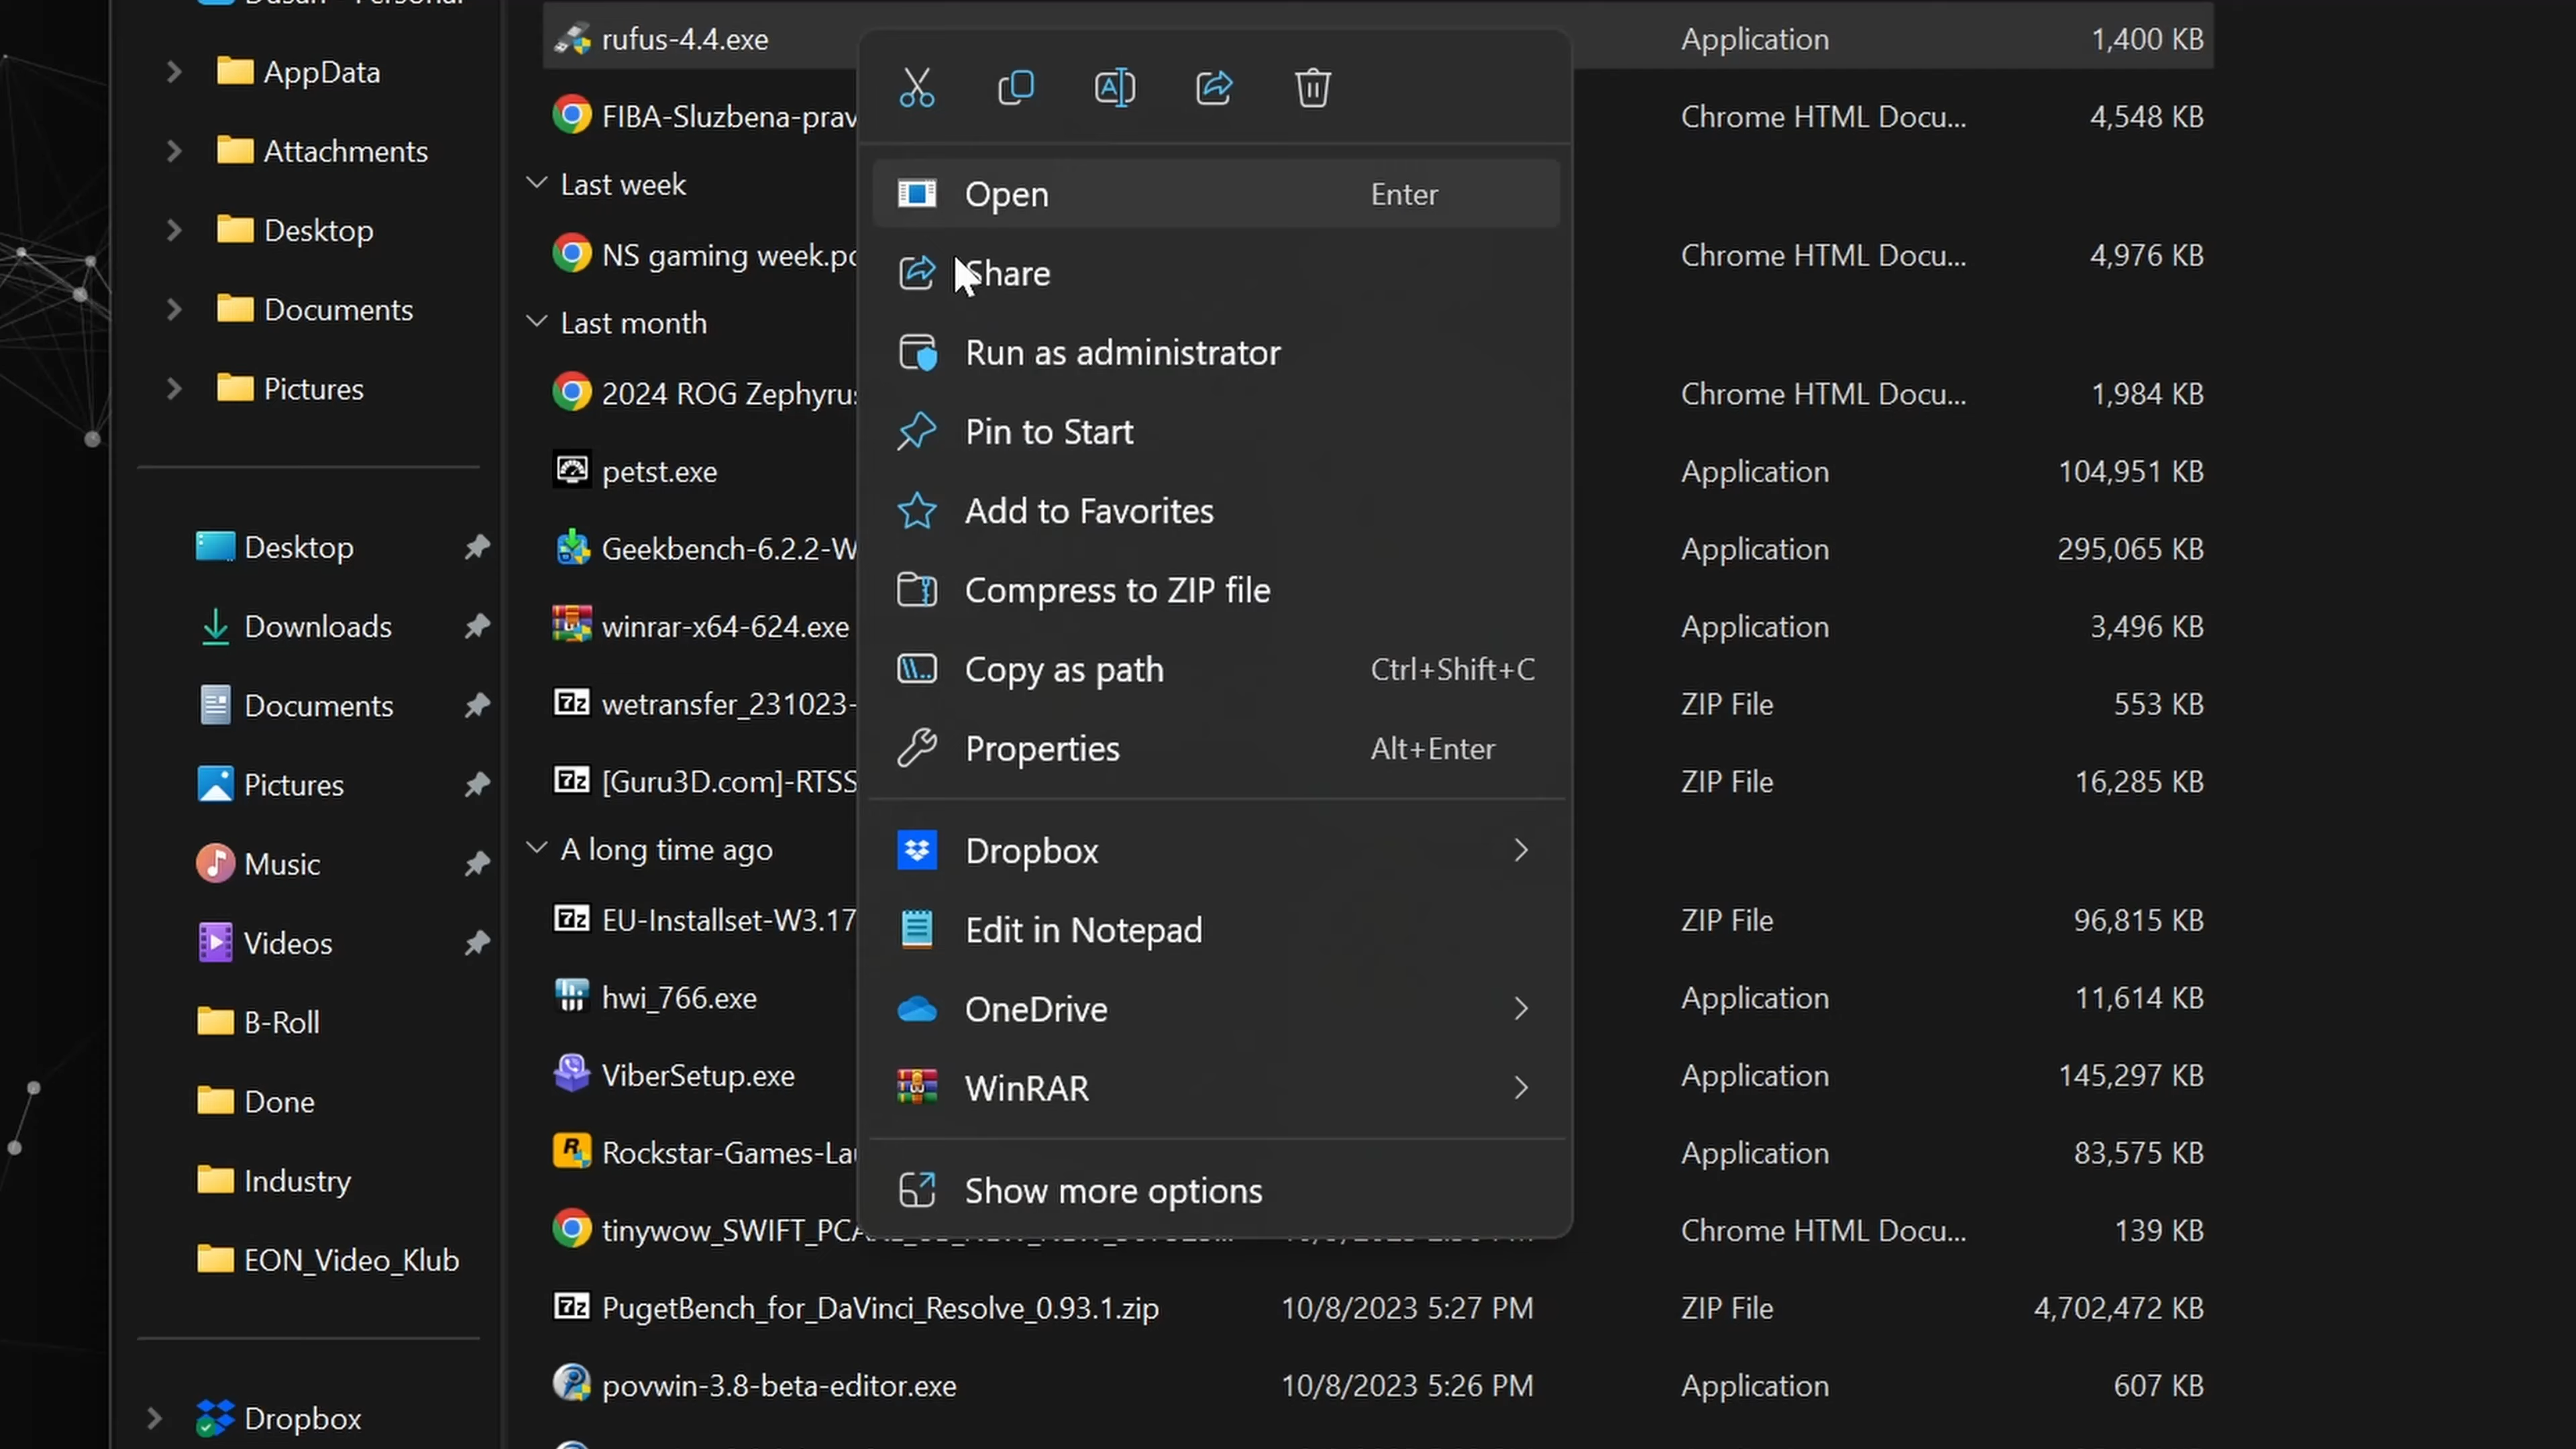 rufus-4.4.exe Application 1,400 KB
AppData
FIBA-Sluzbena-prav Chrome HTML Docu... 4,548 KB
Attachments
Last week
Open Enter
Desktop
NS gaming week.p Chrome HTML Docu... 4,976 KB
Share
Documents
Last month
Run as administrator
Pictures
2024 ROG Zephyrus Chrome HTML Docu... 1,984 KB
Pin to Start
petst.exe Application 104,951 KB
Add to Favorites
Desktop
Geekbench-6.2.2-W Application 295,065 KB
Compress to ZIP file
Downloads
winrar-x64-624.exe Application 3,496 KB
Copy as path Ctrl+Shift+C
Documents
wetransfer_231023- ZIP File 553 KB
Properties Alt+Enter
Pictures
[Guru3D.com]-RTSS ZIP File 16,285 KB
A long time ago
Dropbox
Music
EU-Installset-W3.17 ZIP File 96,815 KB
Edit in Notepad
Videos
hwi_766.exe Application 11,614 KB
OneDrive
B-Roll
ViberSetup.exe Application 145,297 KB
WinRAR
Done
Rockstar-Games-Lau Application 83,575 KB
Industry
Show more options
tinywow_SWIFT_PCA Chrome HTML Docu... 139 KB
EON_Video_Klub
PugetBench_for_DaVinci_Resolve_0.93.1.zip 10/8/2023 5:27 PM ZIP File 4,702,472 KB
povwin-3.8-beta-editor.exe 10/8/2023 5:26 PM Application 607 KB
Dropbox